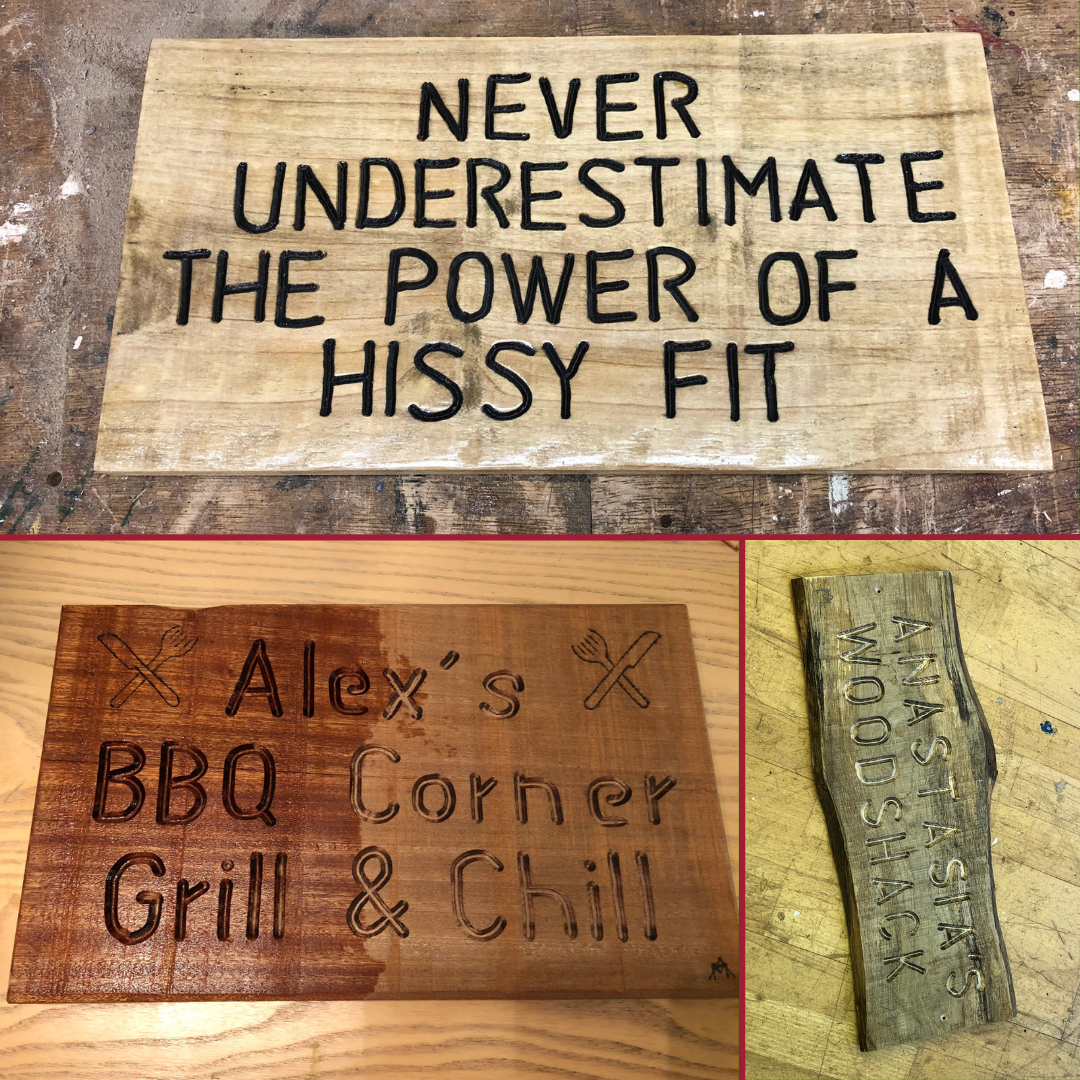 NEVER
UNDERESTIMATE
THE POWER OF A
HISSY FIT
Alex's
BBQ Corner
Grill & Chill
ANASTASIA'S
WOODSHACK